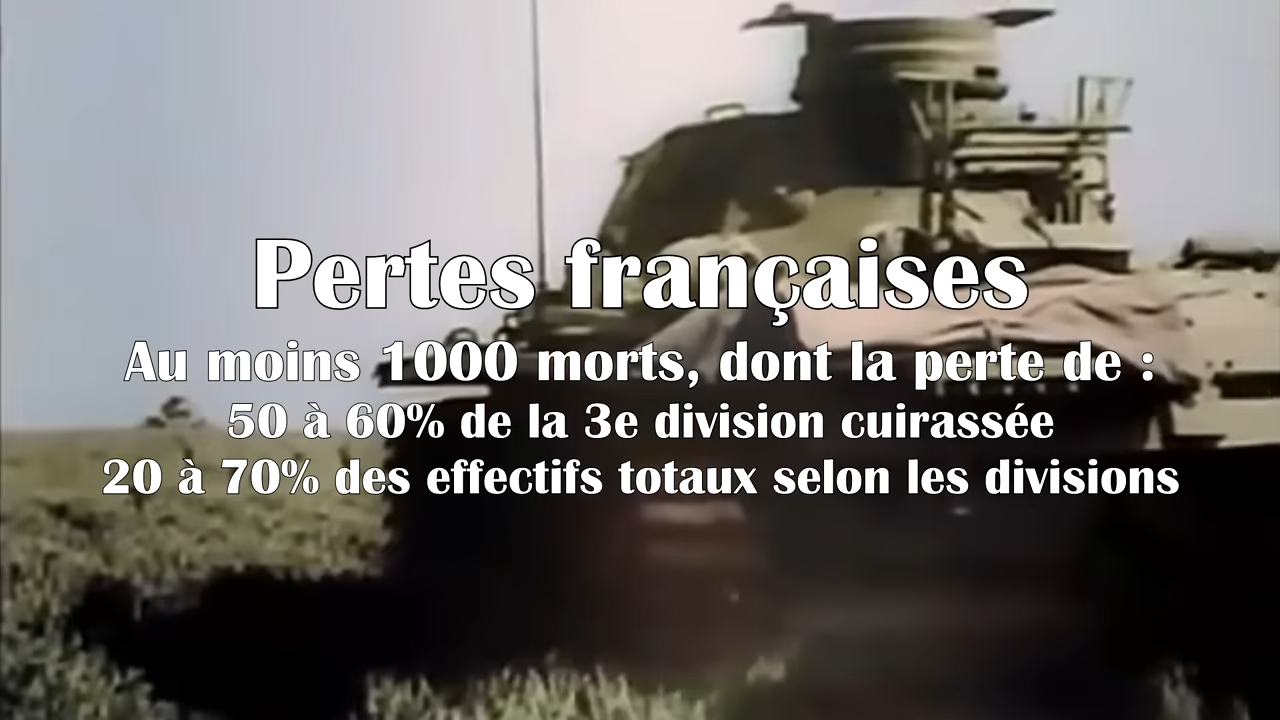 Pertes françaises
Au moins 1000 morts, dont la perte de :
50 à 60% de la 3e division cuirassée
20 à 70% des effectifs totaux selon les divisions